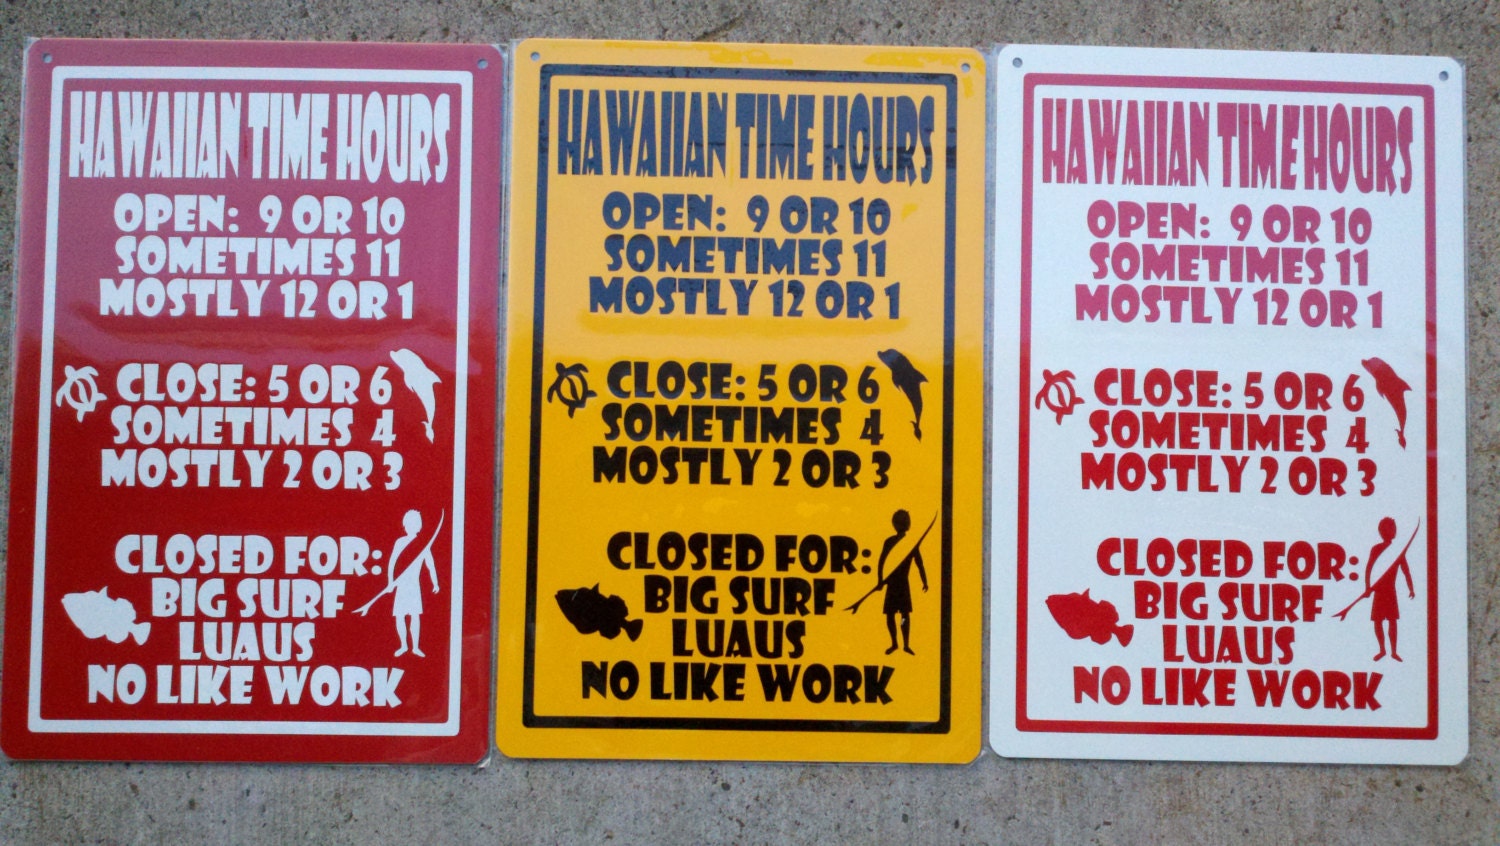 HAWAIIAN TIME HOURS
OPEN: 9 OR 10
SOMETIMES 11
MOSTLY 12 OR 1
CLOSE: 5 OR 6
SOMETIMES 4
MOSTLY 2 OR 3
CLOSED FOR:
BIG SURF
LUAUS
NO LIKE WORK
HAWAIIAN TIME HOURS
OPEN: 9 OR 10
SOMETIMES 11
MOSTLY 12 OR 1
CLOSE: 5 OR 6
SOMETIMES 4
MOSTLY 2 OR 3
CLOSED FOR:
BIG SURF
LUAUS
NO LIKE WORK
HAWAIIAN TIME HOURS
OPEN: 9 OR 10
SOMETIMES 11
MOSTLY 12 OR 1
CLOSE: 5 OR 6
SOMETIMES 4
MOSTLY 2 OR 3
CLOSED FOR:
BIG SURF
LUAUS
NO LIKE WORK